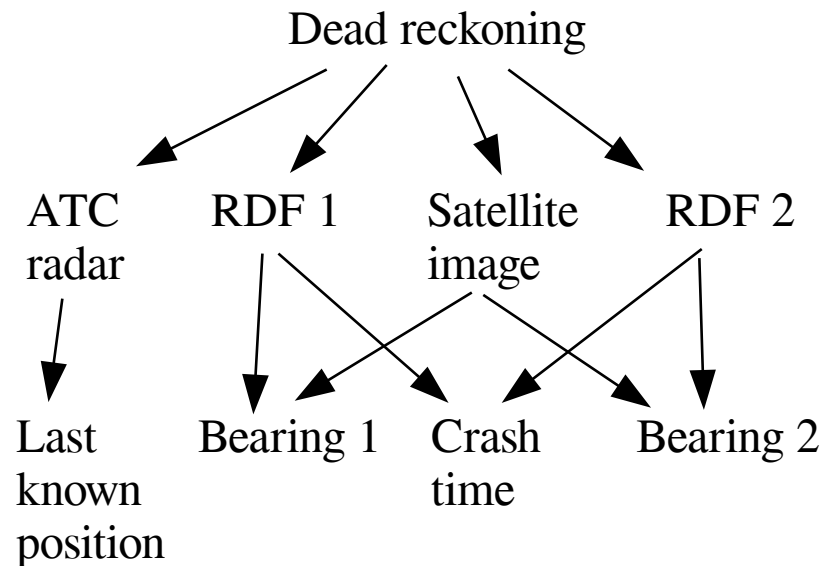 Dead reckoning
ATC
radar
RDF 1
Satellite
image
RDF 2
Last
known
position
Bearing 1
Crash
time
Bearing 2